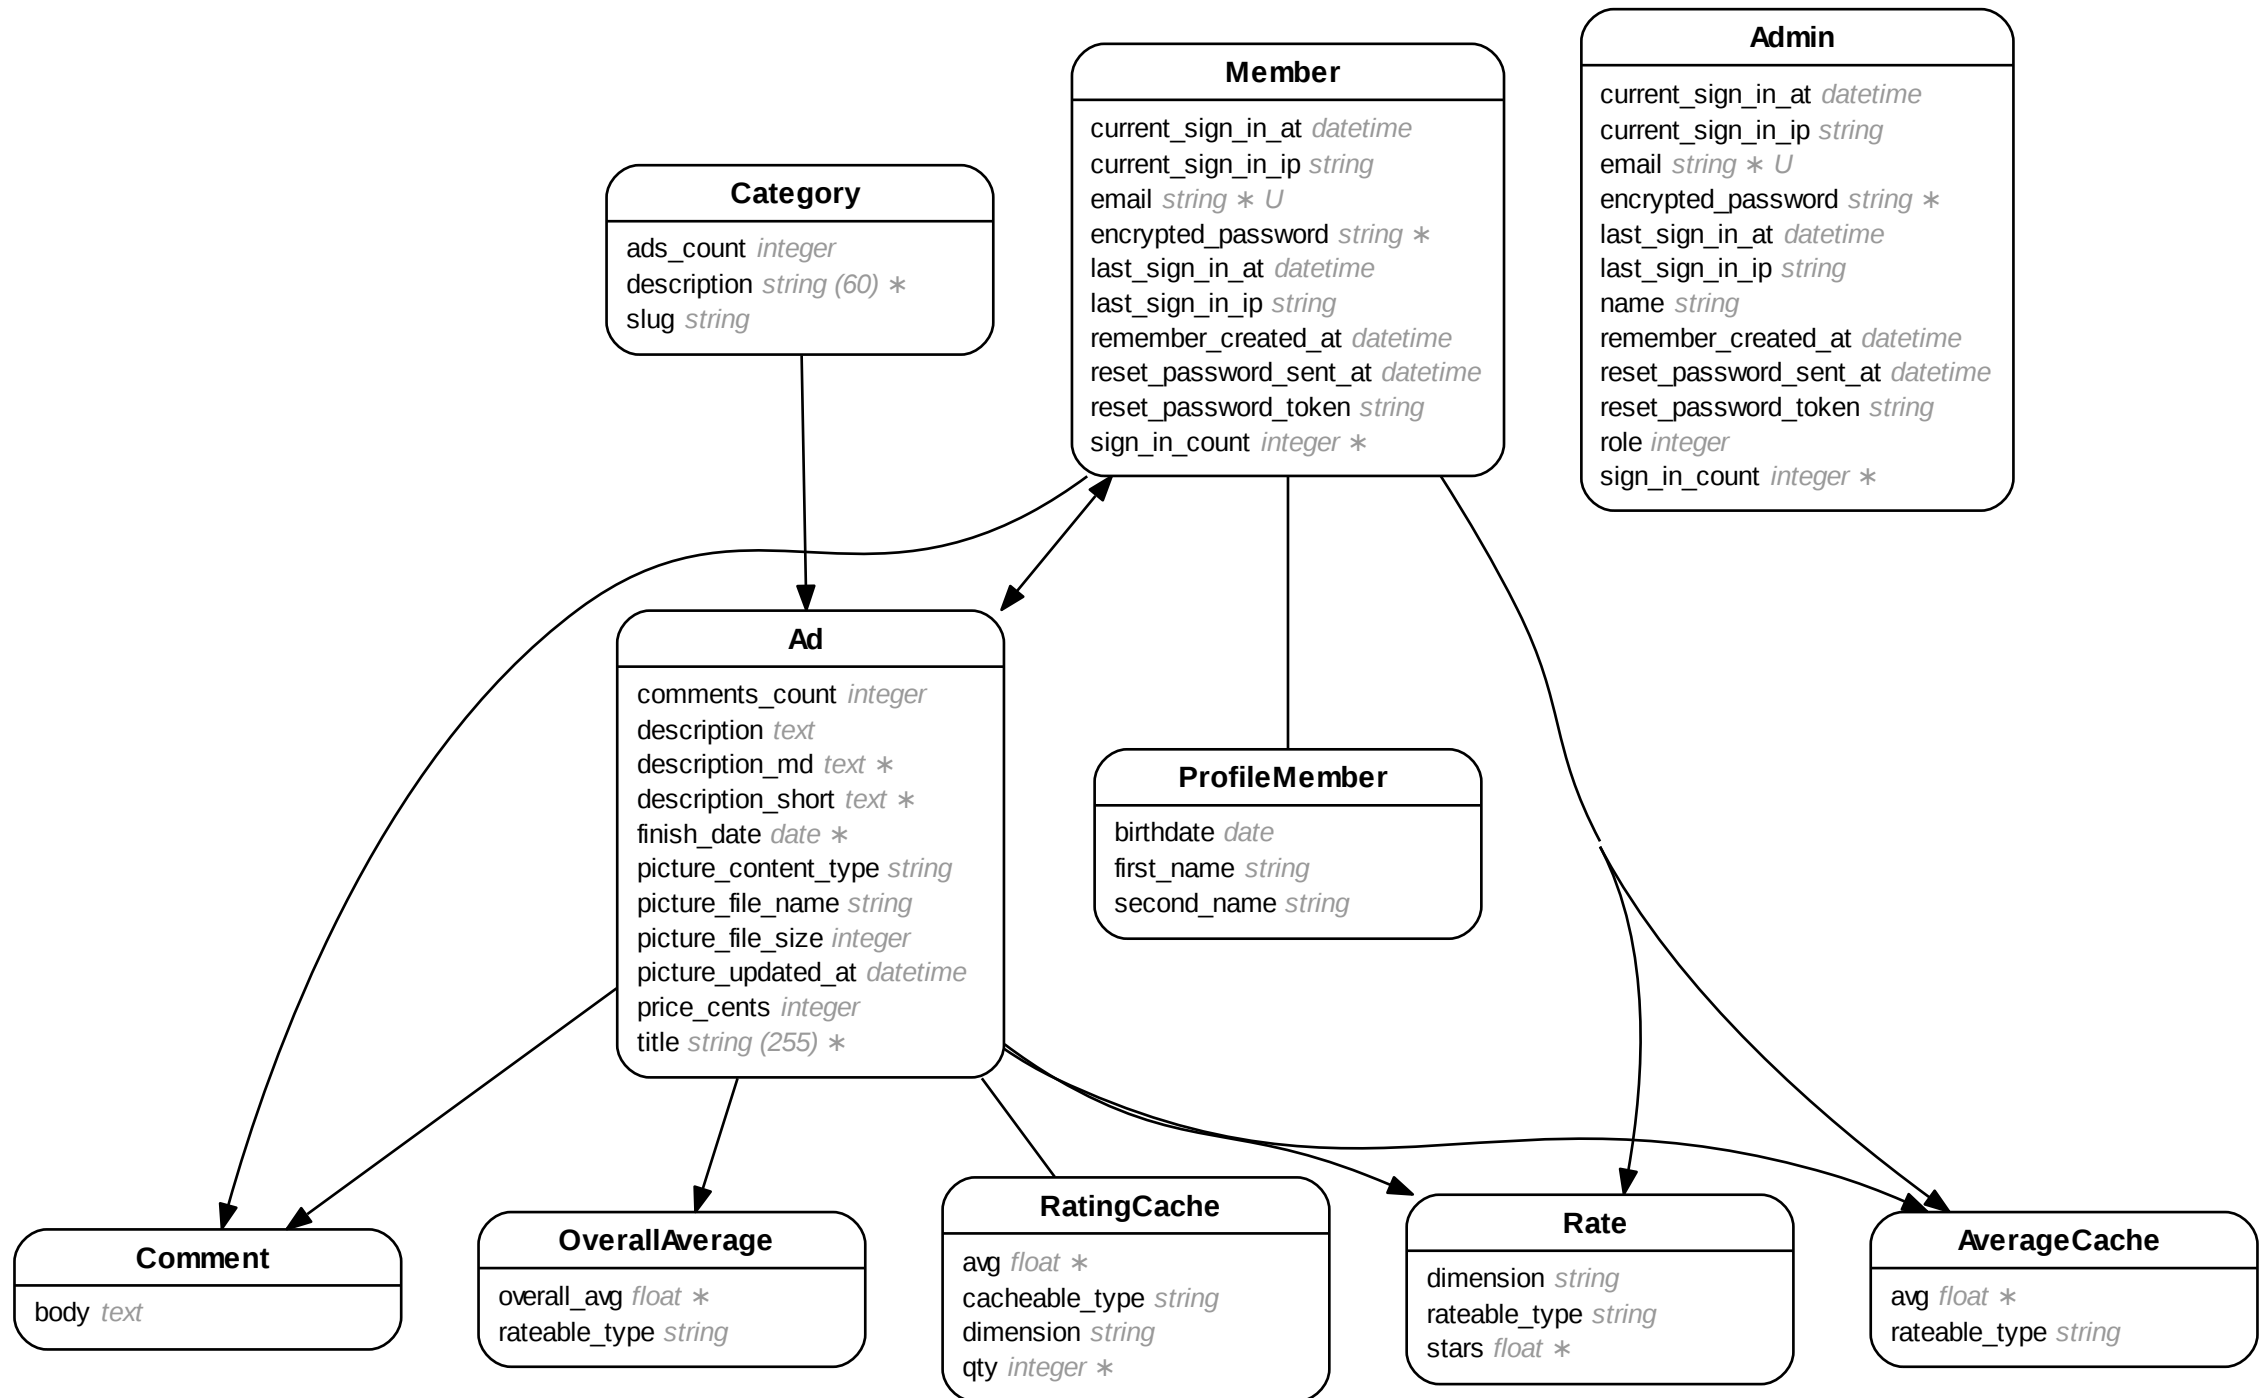 Admin
current_sign_in_at datetime
current_sign_in_ip string
email string ∗ U
encrypted_password string ∗
last_sign_in_at datetime
last_sign_in_ip string
name string
remember_created_at datetime
reset_password_sent_at datetime
reset_password_token string
role integer
sign_in_count integer ∗
Member
current_sign_in_at datetime
current_sign_in_ip string
email string ∗ U
encrypted_password string ∗
last_sign_in_at datetime
last_sign_in_ip string
remember_created_at datetime
reset_password_sent_at datetime
reset_password_token string
sign_in_count integer ∗
Category
ads_count integer
description string (60) ∗
slug string
Ad
comments_count integer
description text
description_md text ∗
description_short text ∗
finish_date date ∗
picture_content_type string
picture_file_name string
picture_file_size integer
picture_updated_at datetime
price_cents integer
title string (255) ∗
ProfileMember
birthdate date
first_name string
second_name string
Comment
body text
OverallAverage
overall_avg float ∗
rateable_type string
RatingCache
avg float ∗
cacheable_type string
dimension string
qty integer ∗
Rate
dimension string
rateable_type string
stars float ∗
AverageCache
avg float ∗
rateable_type string